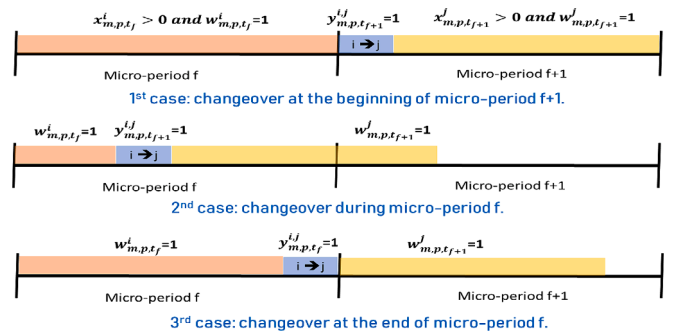 x^i_{m,p,t_f} > 0 and w^i_{m,p,t_f}=1 y^{i,j}_{m,p,t_{f+1}}=1 x^j_{m,p,t_{f+1}} > 0 and w^j_{m,p,t_{f+1}}=1
i → j
Micro-period f Micro-period f+1
1st case: changeover at the beginning of micro-period f+1.
w^i_{m,p,t_f}=1 y^{i,j}_{m,p,t_{f+1}}=1 w^j_{m,p,t_{f+1}}=1
i → j
Micro-period f Micro-period f+1
2nd case: changeover during micro-period f.
w^i_{m,p,t_f}=1 y^{i,j}_{m,p,t_f}=1 w^j_{m,p,t_{f+1}}=1
i → j
Micro-period f Micro-period f+1
3rd case: changeover at the end of micro-period f.